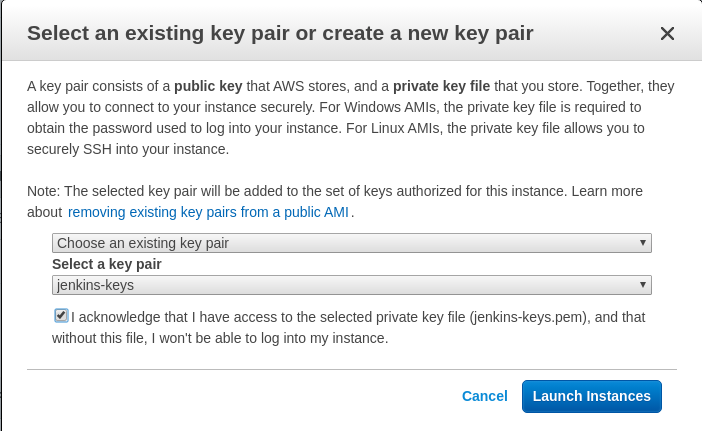 Select an existing key pair or create a new key pair
A key pair consists of a public key that AWS stores, and a private key file that you store. Together, they
allow you to connect to your instance securely. For Windows AMIs, the private key file is required to
obtain the password used to log into your instance. For Linux AMIs, the private key file allows you to
securely SSH into your instance.
Note: The selected key pair will be added to the set of keys authorized for this instance. Learn more
about removing existing key pairs from a public AMI.
Choose an existing key pair
Select a key pair
jenkins-keys
I acknowledge that I have access to the selected private key file (jenkins-keys.pem), and that
without this file, I won't be able to log into my instance.
Cancel Launch Instances